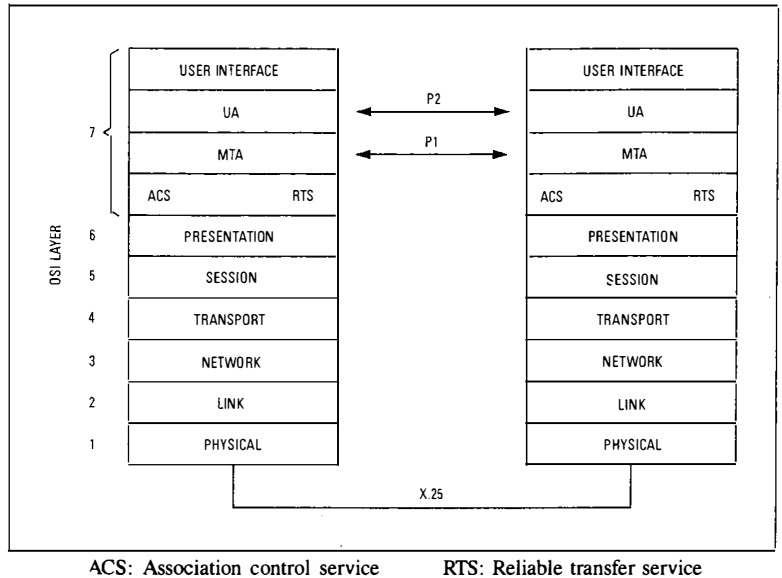 USER INTERFACE
UA
MTA
ACS RTS
PRESENTATION
SESSION
TRANSPORT
NETWORK
LINK
PHYSICAL
OSI LAYER
7
6
5
4
3
2
1
P2
P1
USER INTERFACE
UA
MTA
ACS RTS
PRESENTATION
SESSION
TRANSPORT
NETWORK
LINK
PHYSICAL
X.25
ACS: Association control service RTS: Reliable transfer service